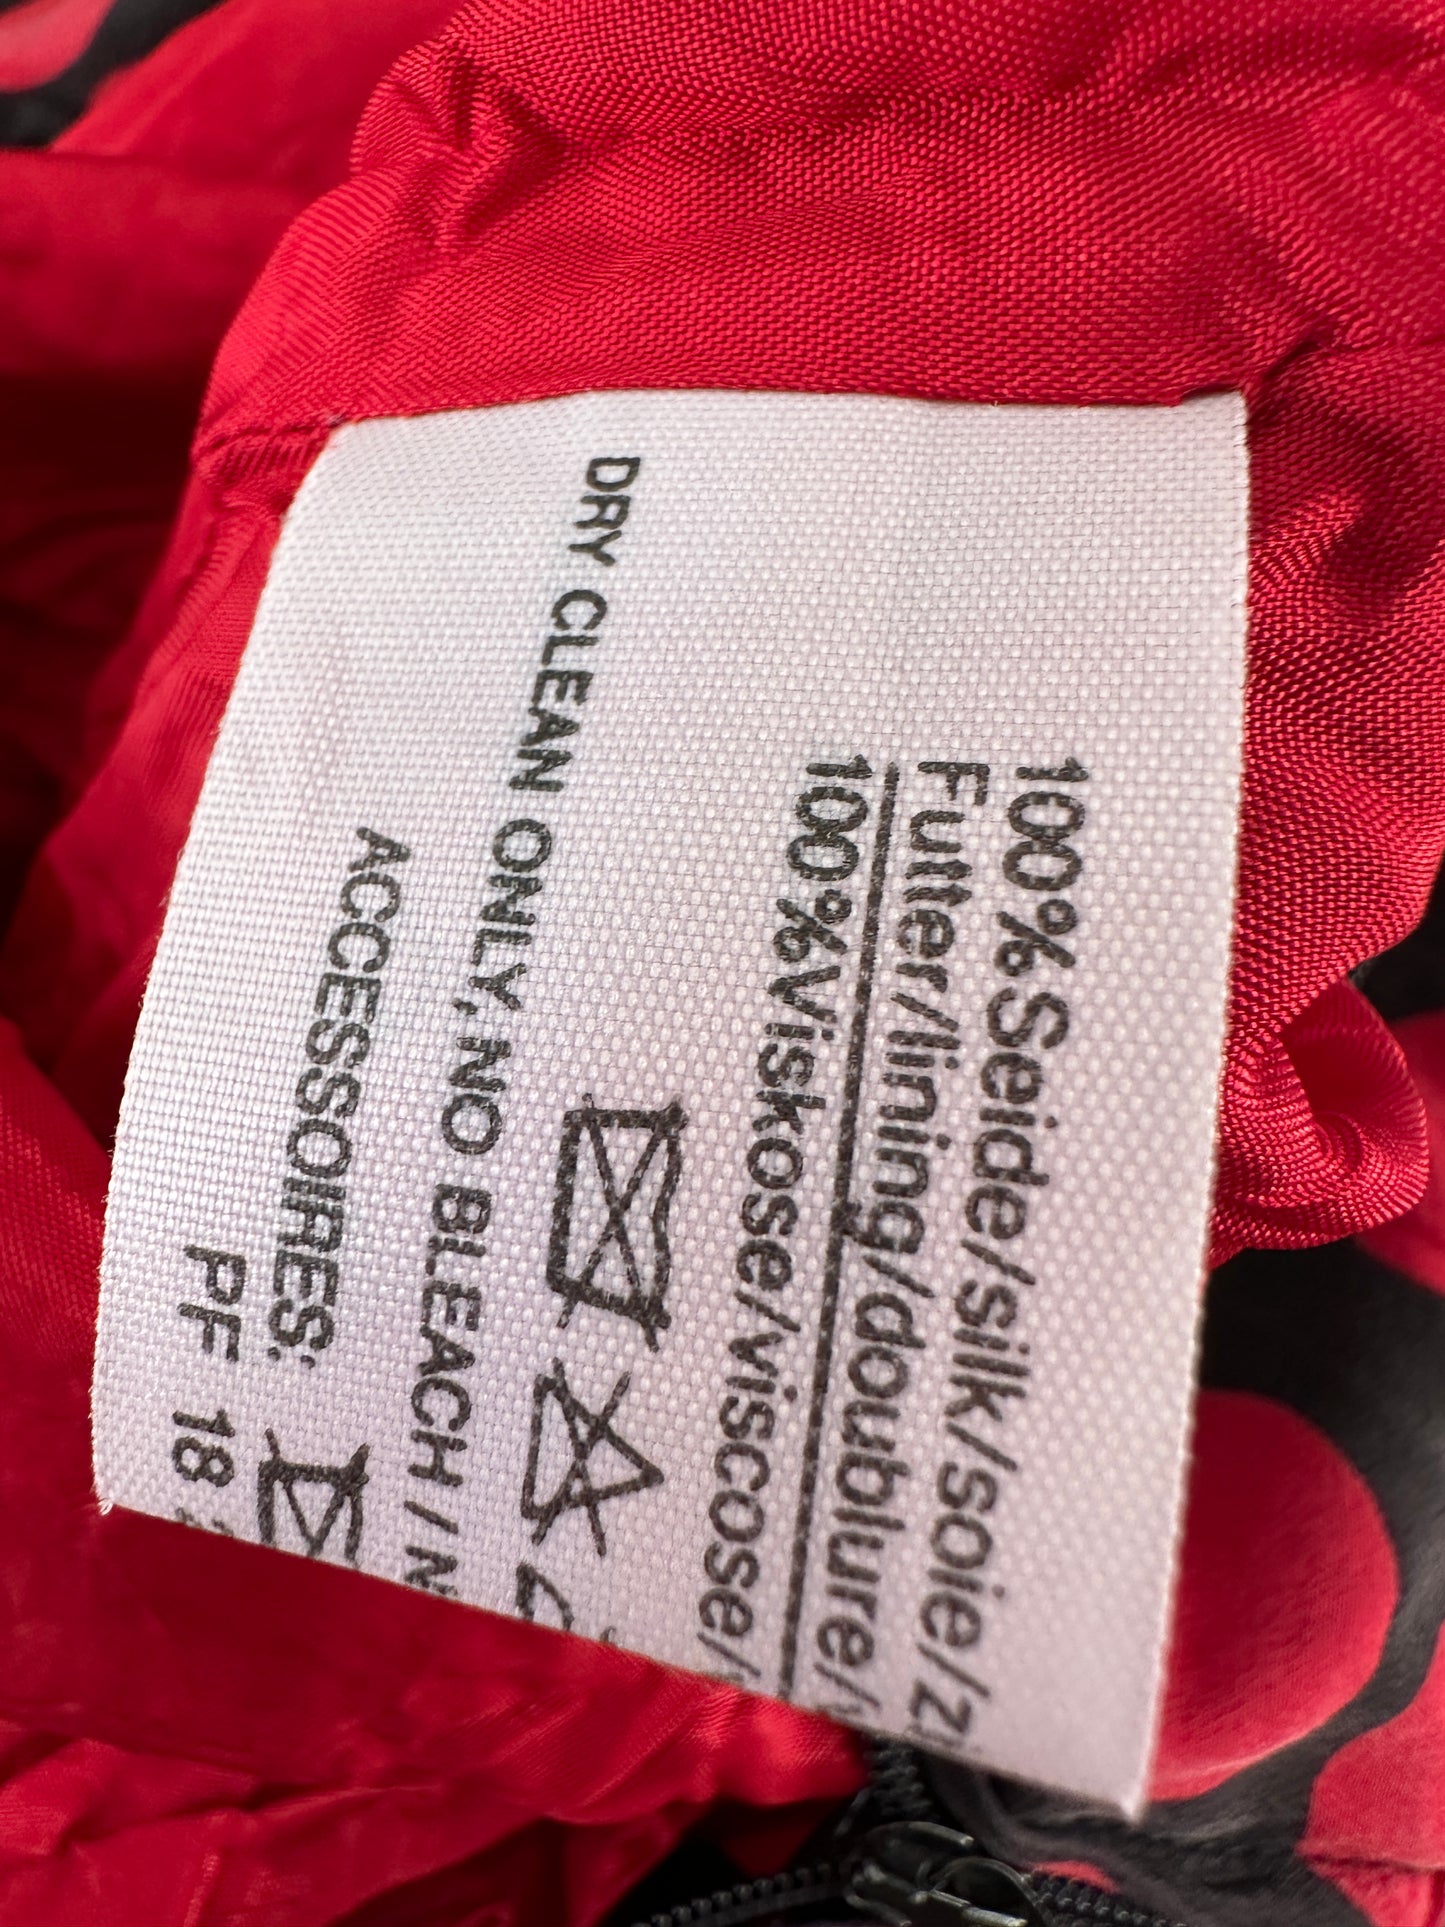 100%Seide/silk/soie/
Futter/lining/doublure/
100%Viskose/viscose/
DRY CLEAN ONLY, NO BLEACH / N
ACCESSOIRES:
PF 18